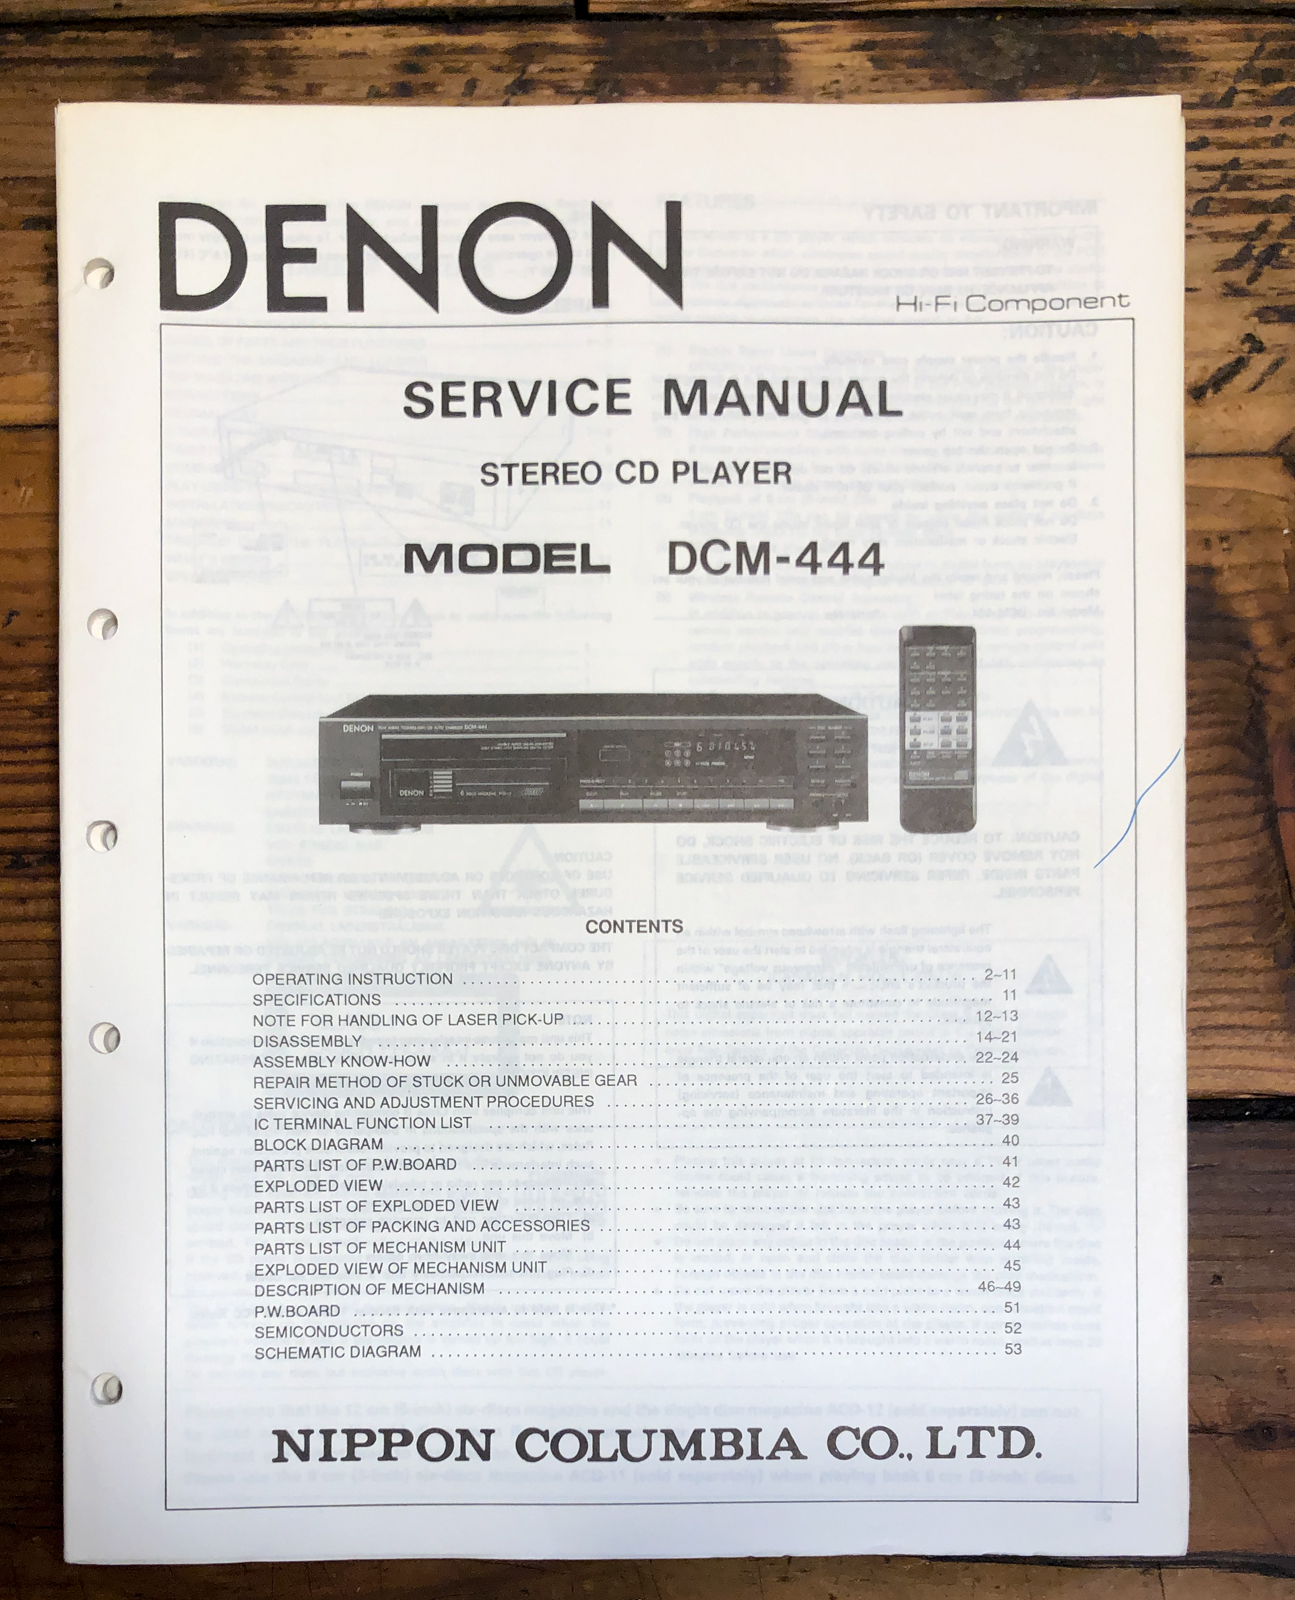 DENON
Hi-Fi Component
SERVICE MANUAL
STEREO CD PLAYER
MODEL DCM-444
DENON
DCM-444
DENON
DENON
CONTENTS
OPERATING INSTRUCTION ........ 2~11
SPECIFICATIONS ........ 11
NOTE FOR HANDLING OF LASER PICK-UP ........ 12~13
DISASSEMBLY ........ 14~21
ASSEMBLY KNOW-HOW ........ 22~24
REPAIR METHOD OF STUCK OR UNMOVABLE GEAR ........ 25
SERVICING AND ADJUSTMENT PROCEDURES ........ 26~36
IC TERMINAL FUNCTION LIST ........ 37~39
BLOCK DIAGRAM ........ 40
PARTS LIST OF P.W.BOARD ........ 41
EXPLODED VIEW ........ 42
PARTS LIST OF EXPLODED VIEW ........ 43
PARTS LIST OF PACKING AND ACCESSORIES ........ 43
PARTS LIST OF MECHANISM UNIT ........ 44
EXPLODED VIEW OF MECHANISM UNIT ........ 45
DESCRIPTION OF MECHANISM ........ 46~49
P.W.BOARD ........ 51
SEMICONDUCTORS ........ 52
SCHEMATIC DIAGRAM ........ 53
NIPPON COLUMBIA CO., LTD.